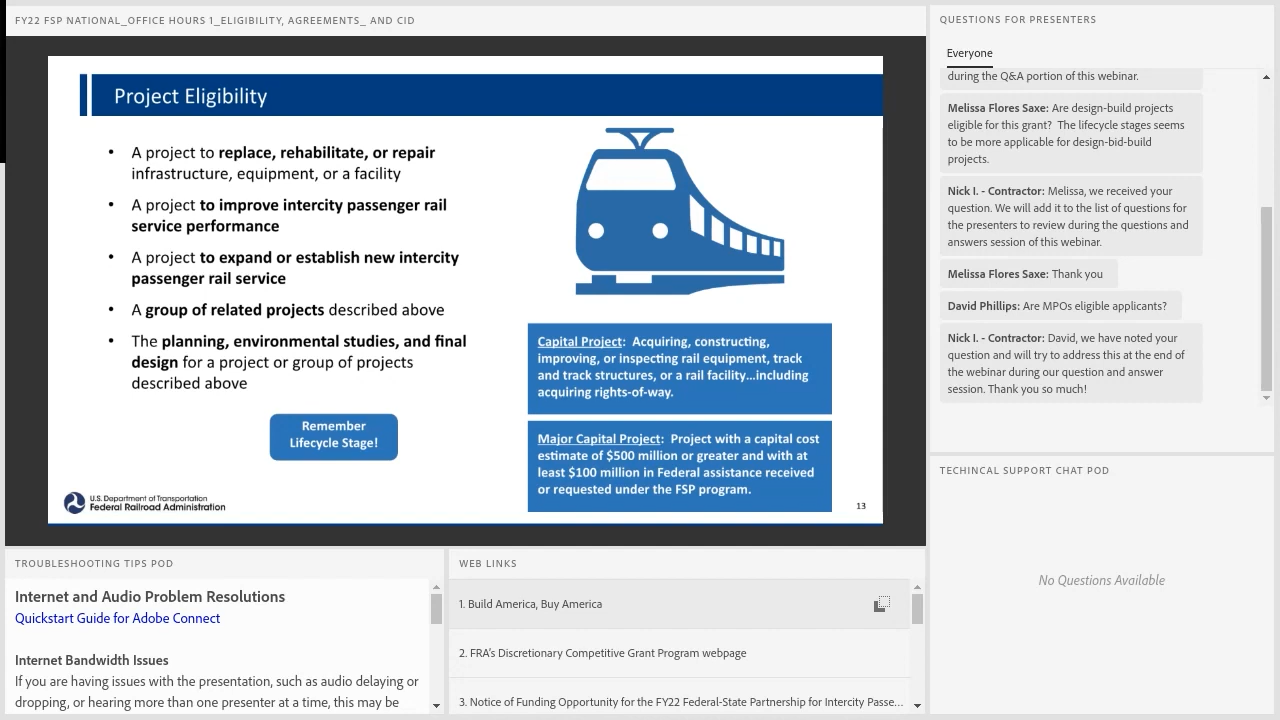 FY22 FSP NATIONAL_OFFICE HOURS 1_ELIGIBILITY, AGREEMENTS_ AND CID
Project Eligibility
• A project to replace, rehabilitate, or repair
infrastructure, equipment, or a facility
• A project to improve intercity passenger rail
service performance
• A project to expand or establish new intercity
passenger rail service
• A group of related projects described above
• The planning, environmental studies, and final
design for a project or group of projects
described above
Remember
Lifecycle Stage!
Capital Project: Acquiring, constructing,
improving, or inspecting rail equipment, track
and track structures, or a rail facility...including
acquiring rights-of-way.
Major Capital Project: Project with a capital cost
estimate of $500 million or greater and with at
least $100 million in Federal assistance received
or requested under the FSP program.
U.S. Department of Transportation
Federal Railroad Administration
13
QUESTIONS FOR PRESENTERS
Everyone
during the Q&A portion of this webinar.
Melissa Flores Saxe: Are design-build projects
eligible for this grant? The lifecycle stages seems
to be more applicable for design-bid-build
projects.
Nick I. - Contractor: Melissa, we received your
question. We will add it to the list of questions for
the presenters to review during the questions and
answers session of this webinar.
Melissa Flores Saxe: Thank you
David Phillips: Are MPOs eligible applicants?
Nick I. - Contractor: David, we have noted your
question and will try to address this at the end of
the webinar during our question and answer
session. Thank you so much!
TECHINCAL SUPPORT CHAT POD
No Questions Available
TROUBLESHOOTING TIPS POD
Internet and Audio Problem Resolutions
Quickstart Guide for Adobe Connect
Internet Bandwidth Issues
If you are having issues with the presentation, such as audio delaying or
dropping, or hearing more than one presenter at a time, this may be
WEB LINKS
1. Build America, Buy America
2. FRA's Discretionary Competitive Grant Program webpage
3. Notice of Funding Opportunity for the FY22 Federal-State Partnership for Intercity Passe...